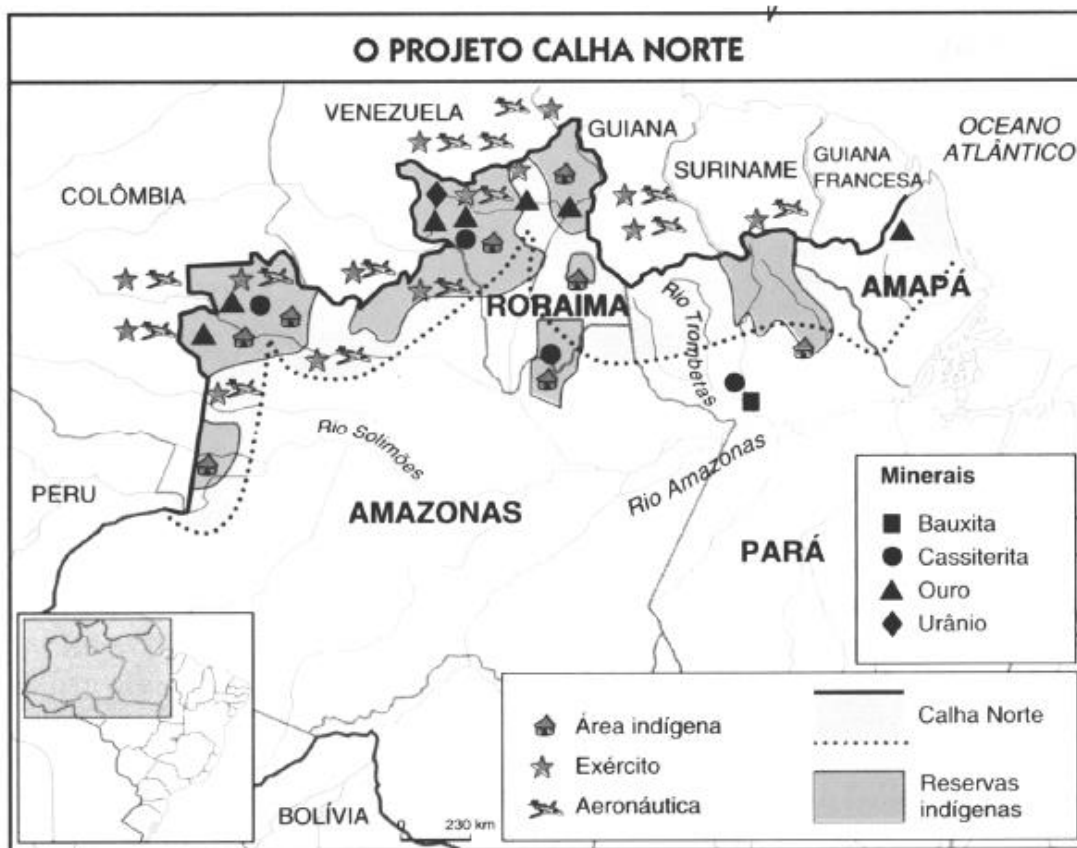 O PROJETO CALHA NORTE
VENEZUELA
GUIANA
OCEANO
ATLÂNTICO
SURINAME
GUIANA
FRANCESA
COLÔMBIA
RORAIMA
AMAPÁ
Rio Trombetas
Rio Solimões
Rio Amazonas
PERU
AMAZONAS
PARÁ
Minerais
Bauxita
Cassiterita
Ouro
Urânio
Área indígena
Exército
Aeronáutica
Calha Norte
Reservas
indígenas
BOLÍVIA
0 230 km